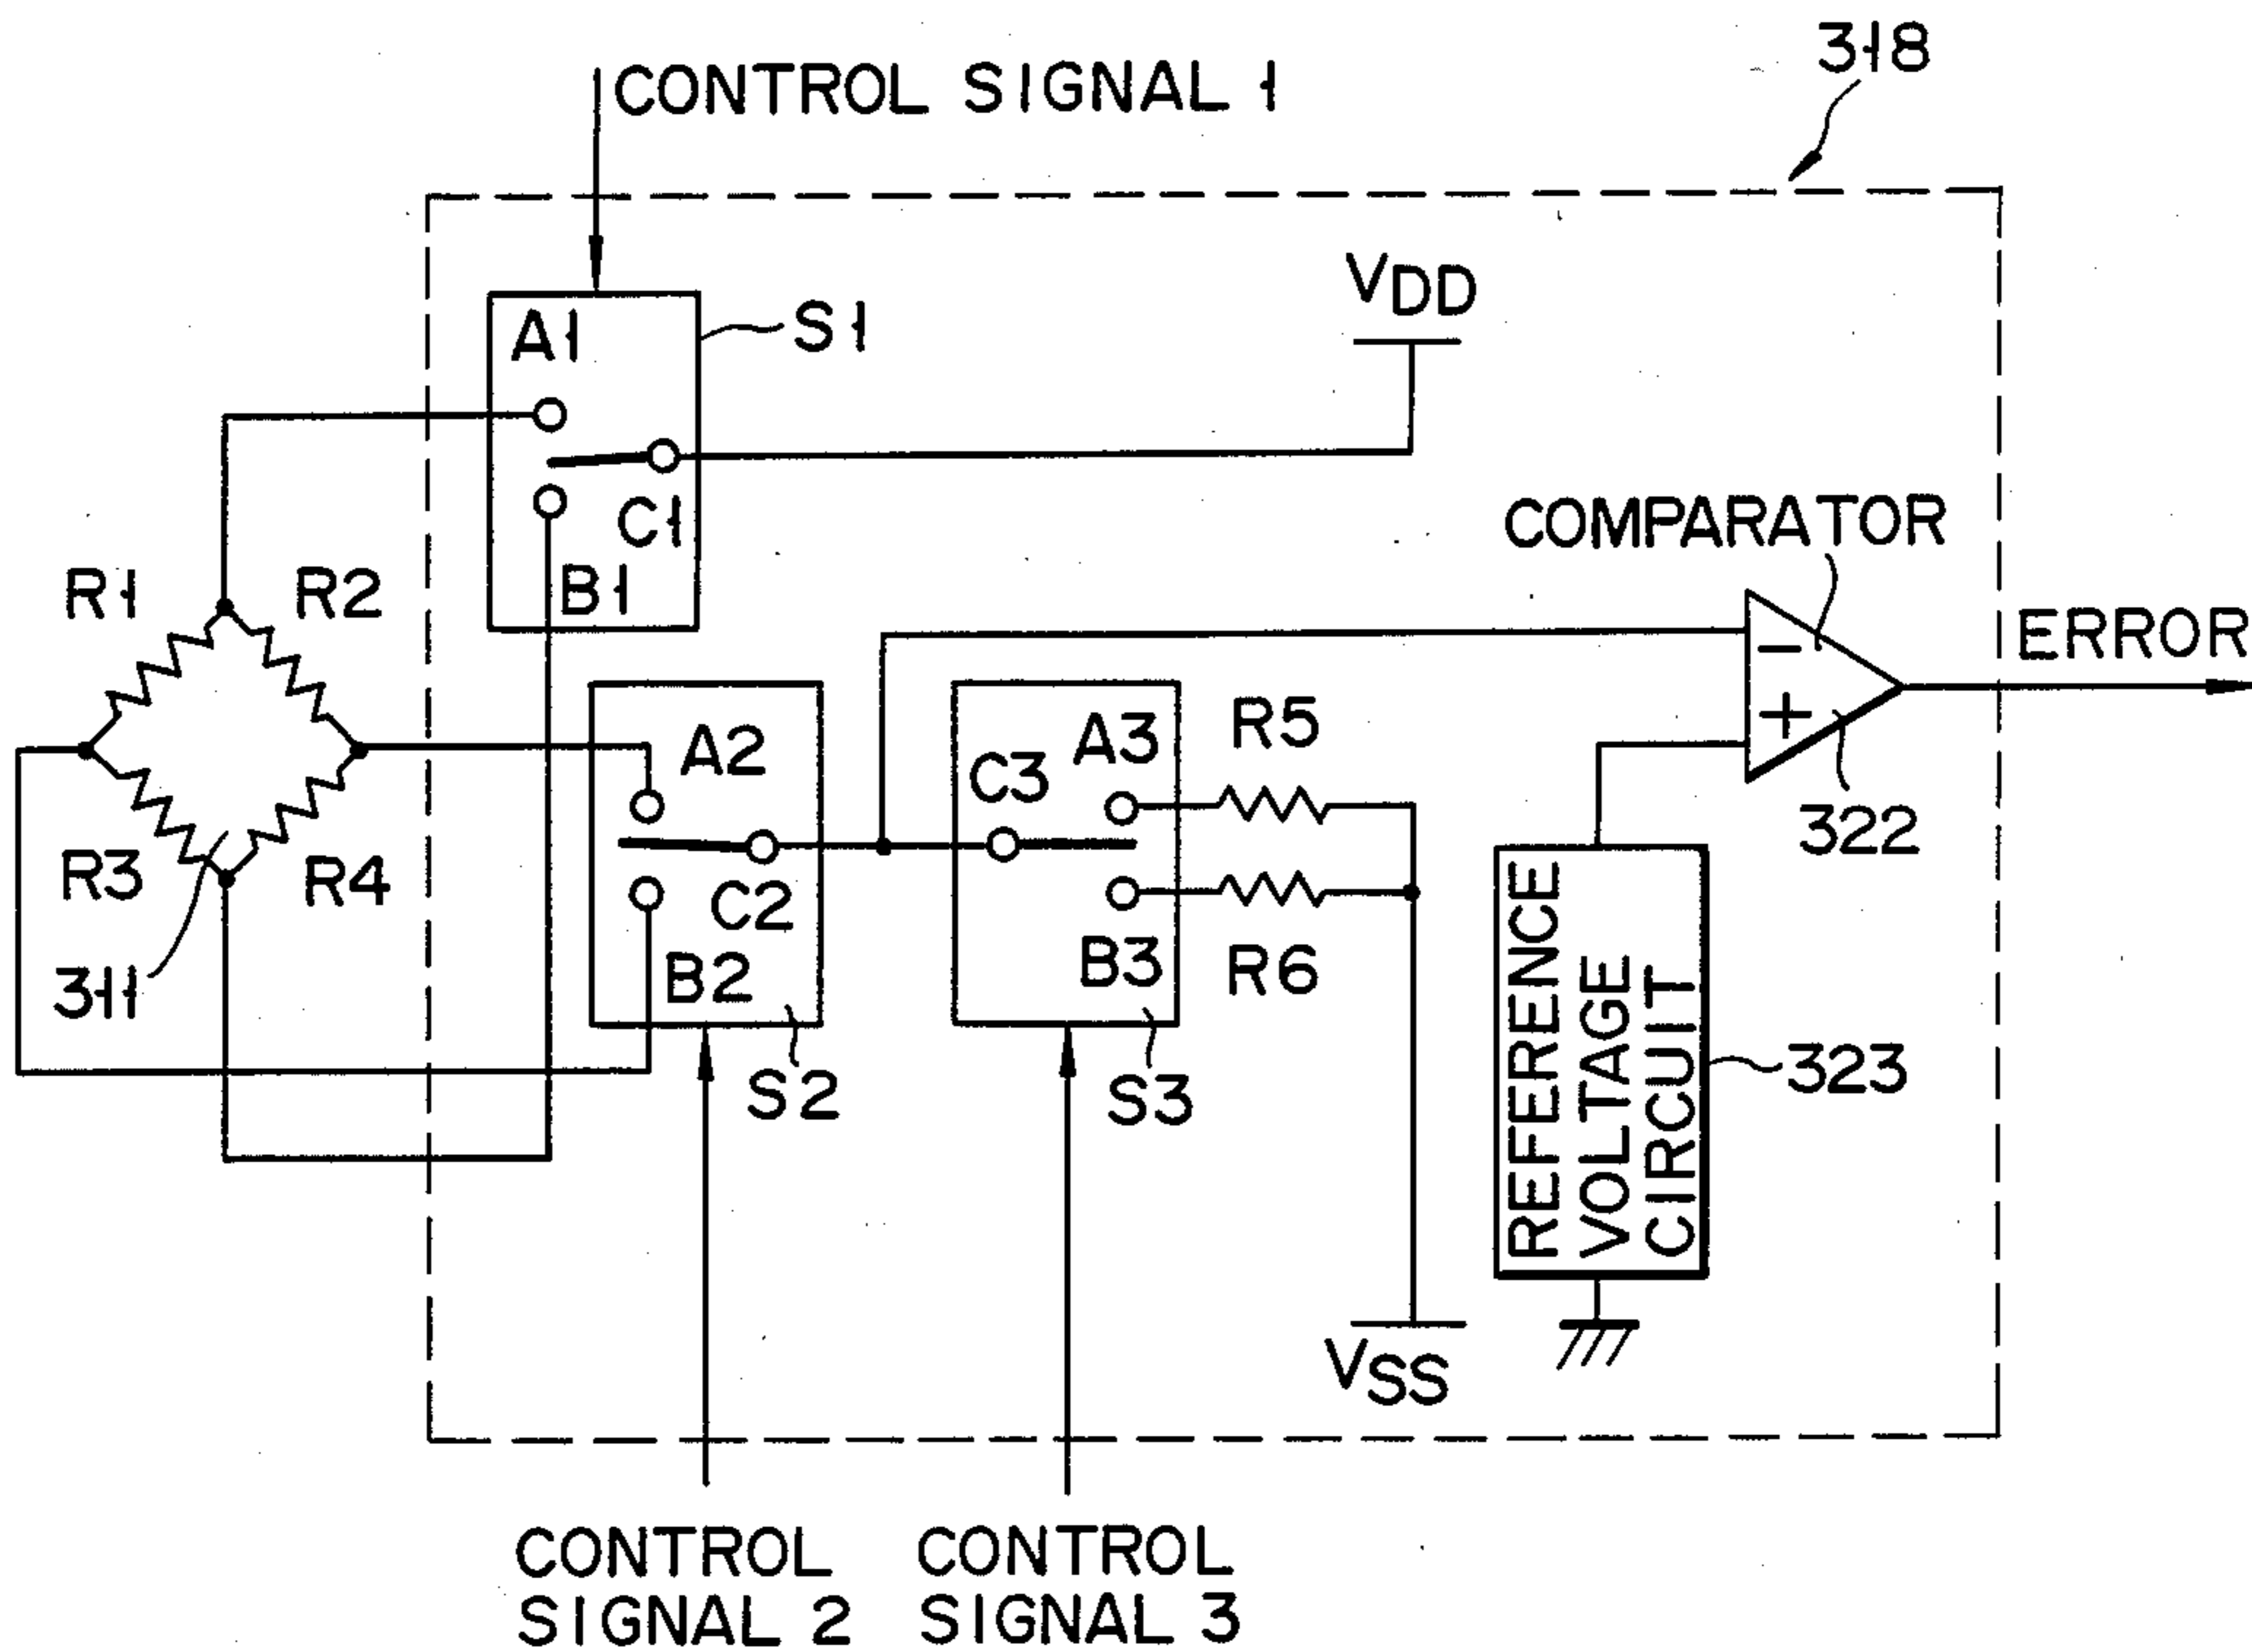 318
CONTROL SIGNAL 1
VDD
A1
S1
C1
B1
COMPARATOR
R1
R2
ERROR
−
+
A2
C3
A3
R5
322
R3
R4
C2
B2
B3
R6
311
S2
S3
REFERENCE
VOLTAGE
CIRCUIT
323
VSS
CONTROL
SIGNAL 2
CONTROL
SIGNAL 3